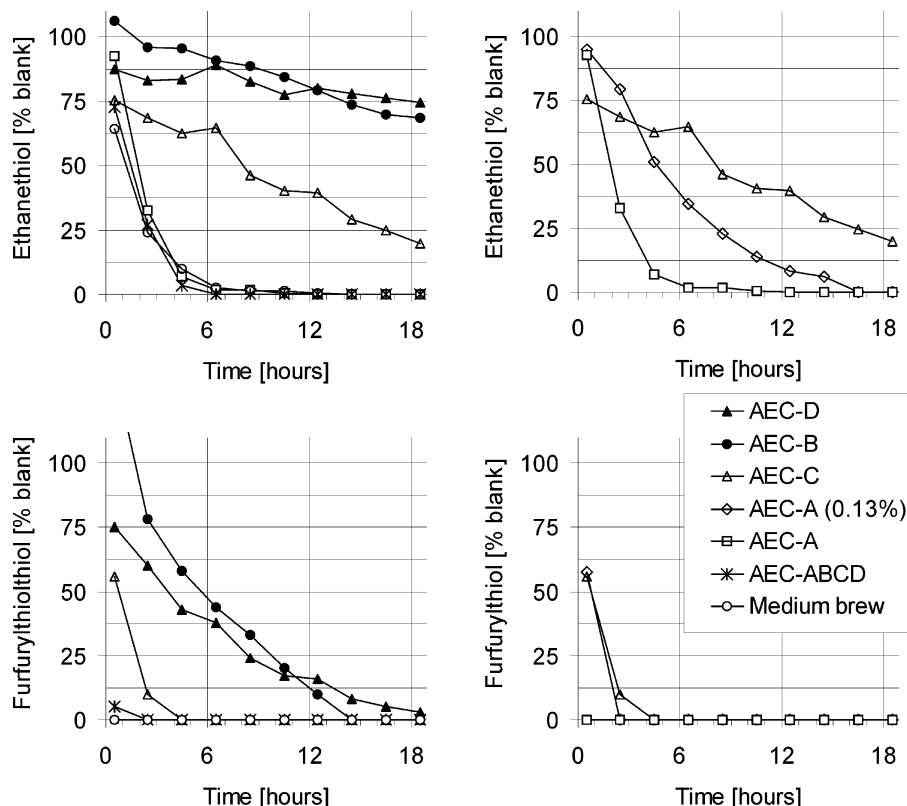 Ethanethiol [% blank]
100
75
50
25
0
0 6 12 18
Time [hours]
Ethanethiol [% blank]
100
75
50
25
0
0 6 12 18
Time [hours]
Furfurylthiolthiol [% blank]
100
75
50
25
0
0 6 12 18
Time [hours]
Furfurylthiol [% blank]
100
75
50
25
0
0 6 12 18
Time [hours]
AEC-D
AEC-B
AEC-C
AEC-A (0.13%)
AEC-A
AEC-ABCD
Medium brew